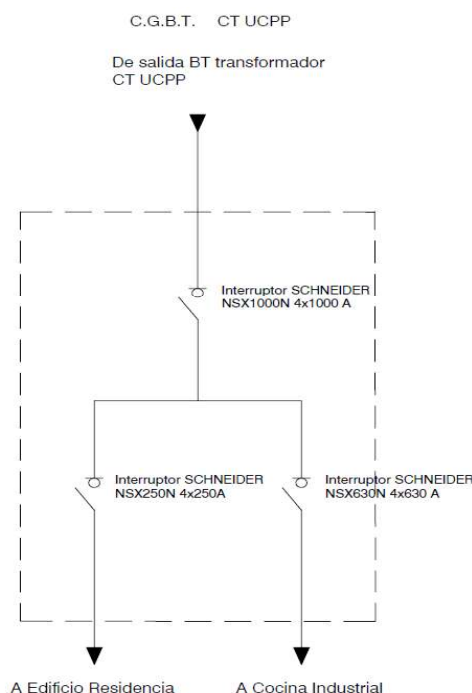 C.G.B.T. CT UCPP
De salida BT transformador
CT UCPP
Interruptor SCHNEIDER
NSX1000N 4x1000 A
Interruptor SCHNEIDER
NSX250N 4x250A
Interruptor SCHNEIDER
NSX630N 4x630 A
A Edificio Residencia
A Cocina Industrial